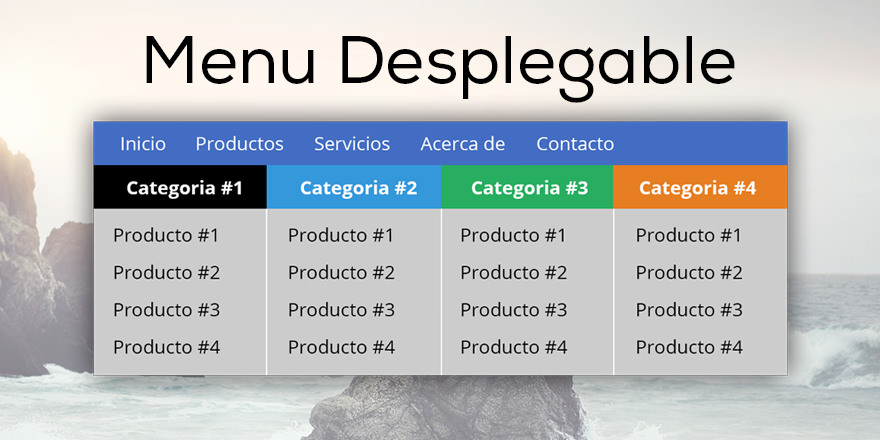 Menu Desplegable
Inicio Productos Servicios Acerca de Contacto
Categoria #1 Categoria #2 Categoria #3 Categoria #4
Producto #1 Producto #1 Producto #1 Producto #1
Producto #2 Producto #2 Producto #2 Producto #2
Producto #3 Producto #3 Producto #3 Producto #3
Producto #4 Producto #4 Producto #4 Producto #4